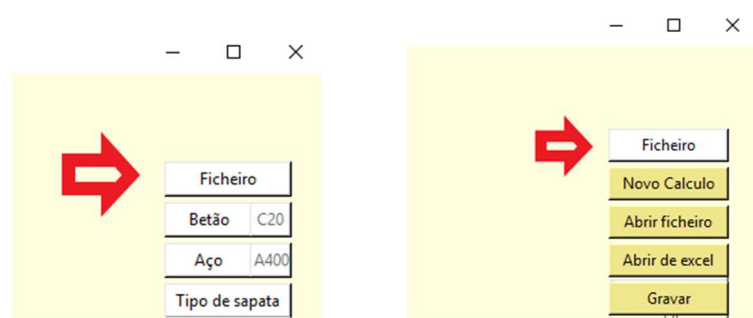 Ficheiro
Betão C20
Aço A400
Tipo de sapata
Ficheiro
Novo Calculo
Abrir ficheiro
Abrir de excel
Gravar